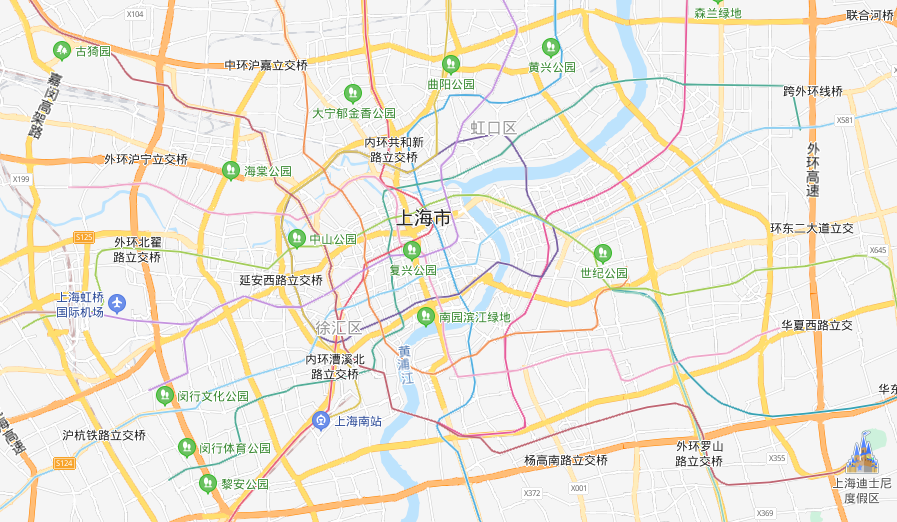 X104
森兰绿地
联合河桥
古猗园
中环沪嘉立交桥
曲阳公园
黄兴公园
嘉闵高架路
大宁郁金香公园
跨外环线桥
X581
虹口区
内环共和新
路立交桥
外环沪宁立交桥
海棠公园
外环高速
X199
上海市
S125
外环北翟
路立交桥
中山公园
环东二大道立交
X645
复兴公园
世纪公园
延安西路立交桥
上海虹桥
国际机场
南园滨江绿地
徐汇区
华夏西路立交
黄浦江
内环漕溪北
路立交桥
闵行文化公园
华东
海高速
上海南站
沪杭铁路立交桥
闵行体育公园
外环罗山
路立交桥
杨高南路立交桥
X355
S124
黎安公园
上海迪士尼
度假区
X372
X001
X369